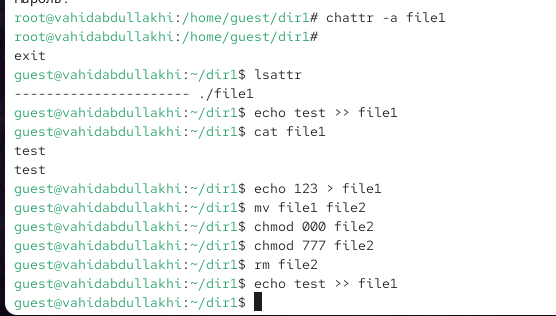 Пароль:
root@vahidabdullakhi:/home/guest/dir1# chattr -a file1
root@vahidabdullakhi:/home/guest/dir1#
exit
guest@vahidabdullakhi:~/dir1$ lsattr
---------------------- ./file1
guest@vahidabdullakhi:~/dir1$ echo test >> file1
guest@vahidabdullakhi:~/dir1$ cat file1
test
test
guest@vahidabdullakhi:~/dir1$ echo 123 > file1
guest@vahidabdullakhi:~/dir1$ mv file1 file2
guest@vahidabdullakhi:~/dir1$ chmod 000 file2
guest@vahidabdullakhi:~/dir1$ chmod 777 file2
guest@vahidabdullakhi:~/dir1$ rm file2
guest@vahidabdullakhi:~/dir1$ echo test >> file1
guest@vahidabdullakhi:~/dir1$